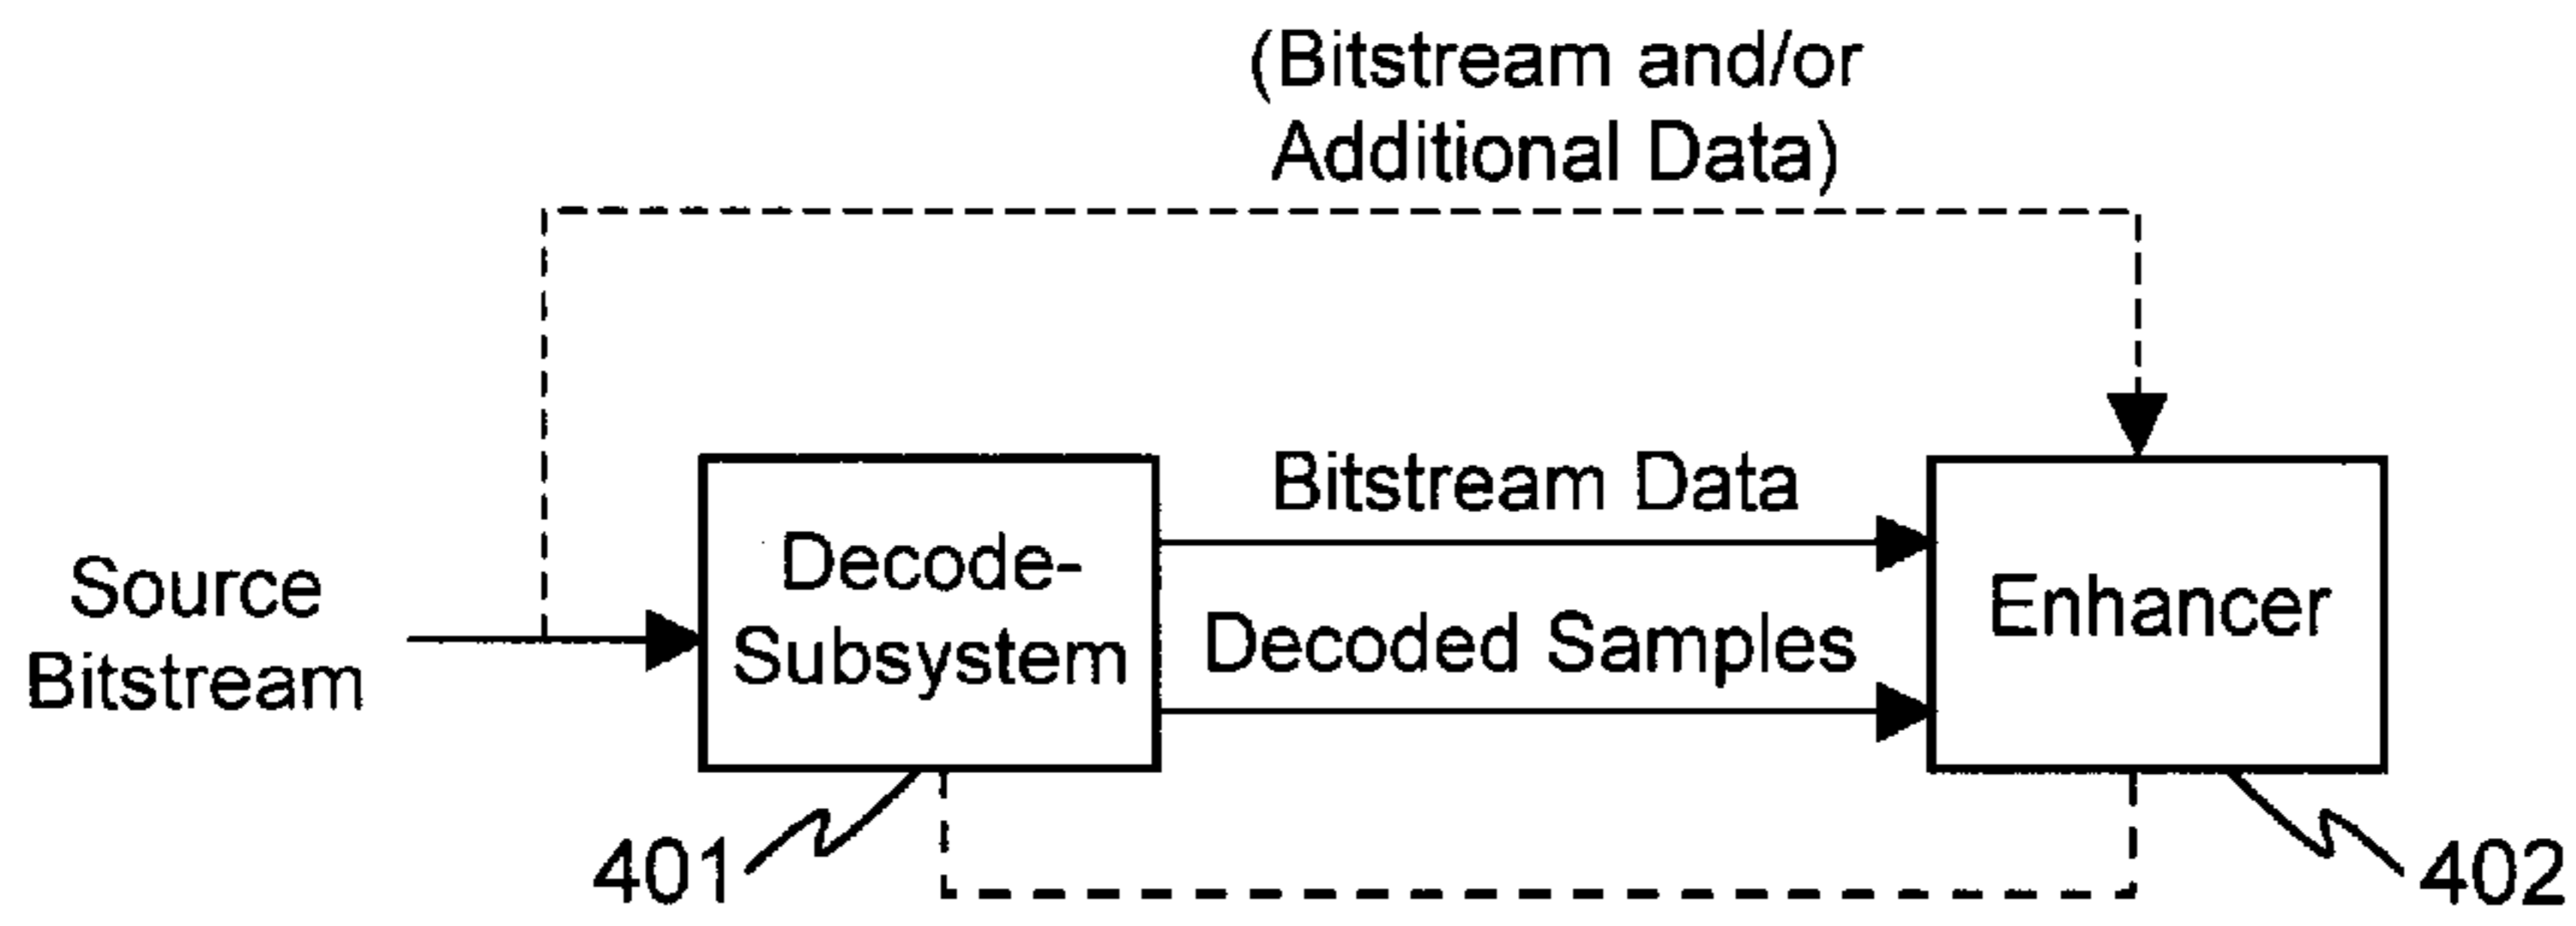 (Bitstream and/or
Additional Data)
Source
Bitstream
Decode-
Subsystem
Bitstream Data
Decoded Samples
Enhancer
401
402